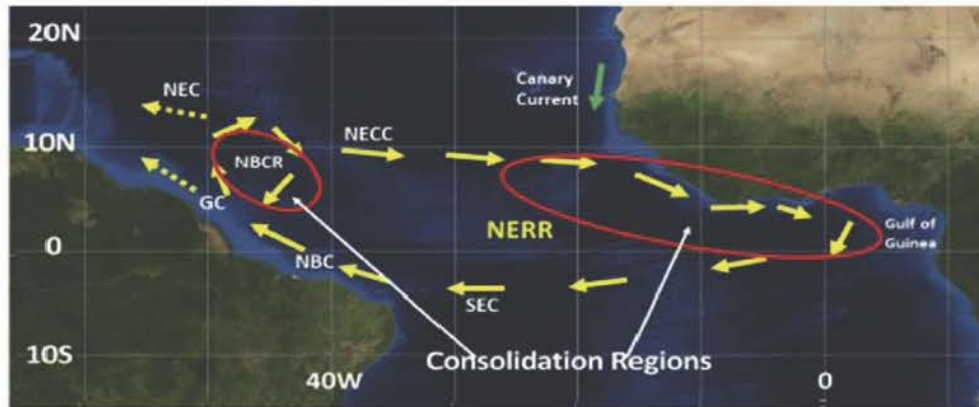 20N
Canary
Current
NEC
NECC
10N
NBCR
GC
NERR
Gulf of
Guinea
0
NBC
SEC
10S
Consolidation Regions
40W
0